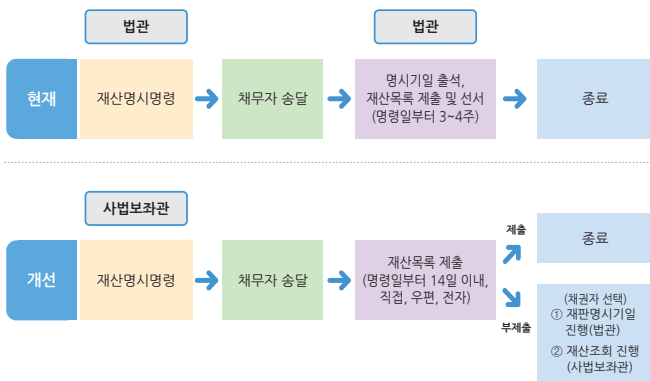 법관
법관
현재
재산명시명령
채무자 송달
명시기일 출석,
재산목록 제출 및 선서
(명령일부터 3~4주)
종료
사법보좌관
개선
재산명시명령
채무자 송달
재산목록 제출
(명령일부터 14일 이내,
직접, 우편, 전자)
제출
종료
부제출
(채권자 선택)
① 재판명시기일
진행(법관)
② 재산조회 진행
(사법보좌관)